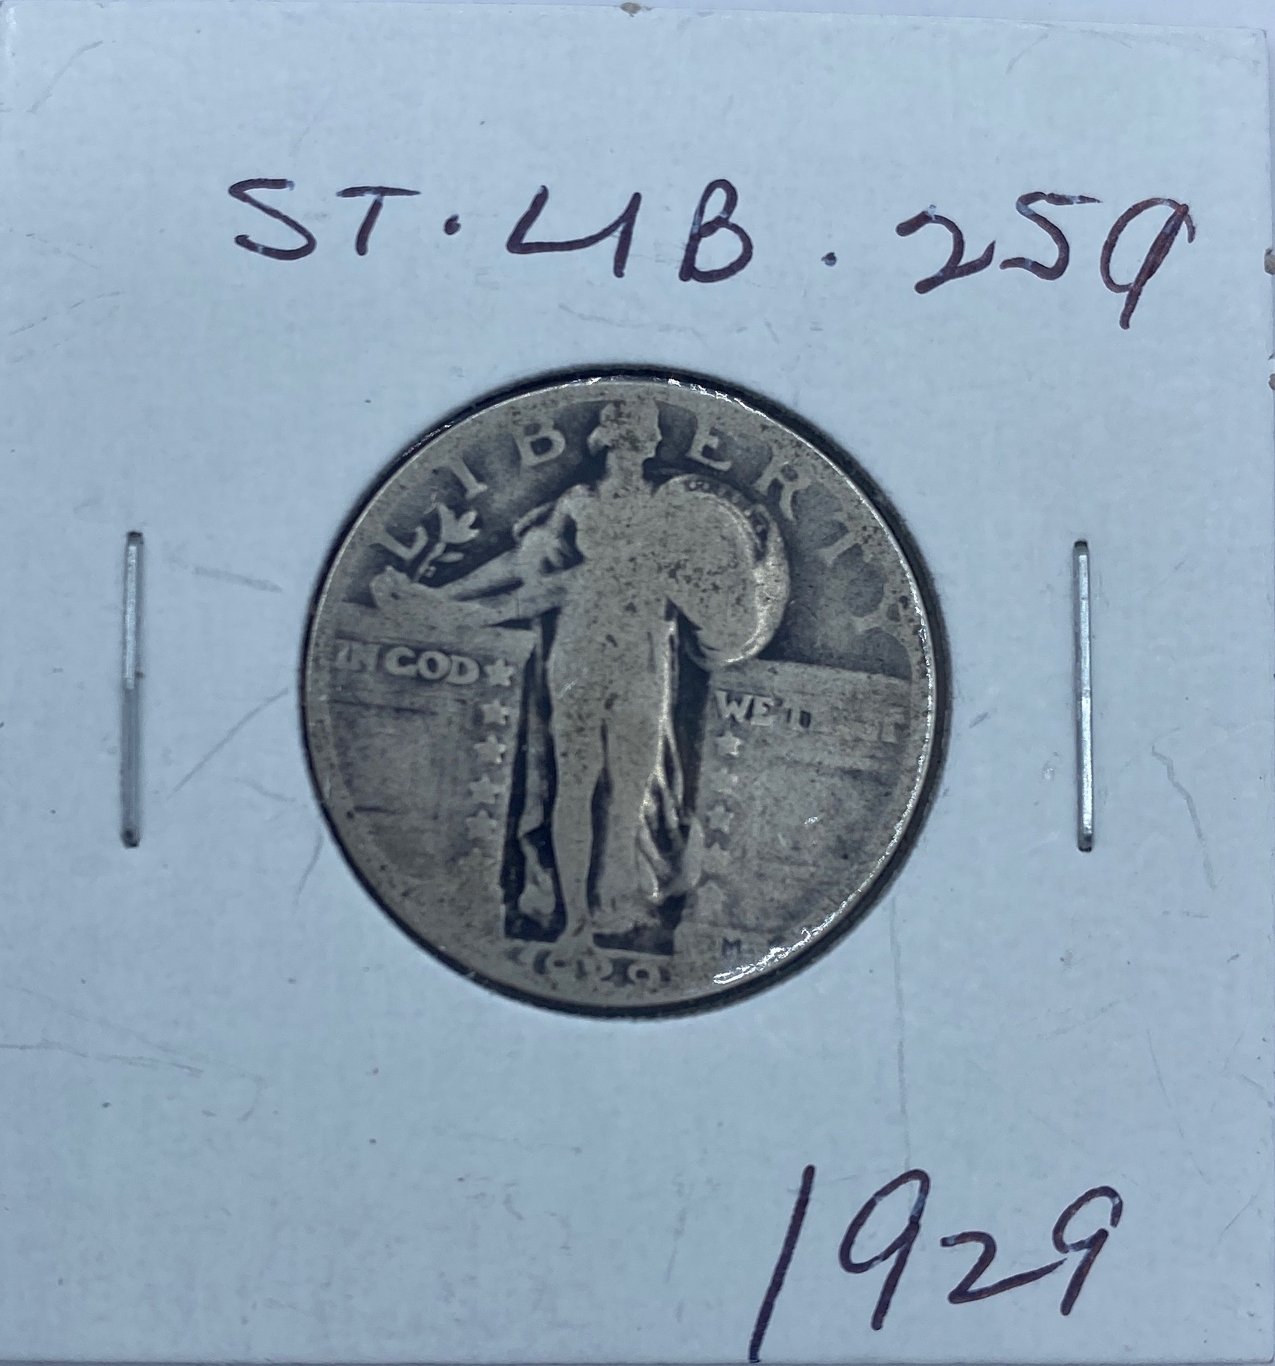 ST. LIB. 25¢
LIBERTY
IN GOD
WE
M
1929